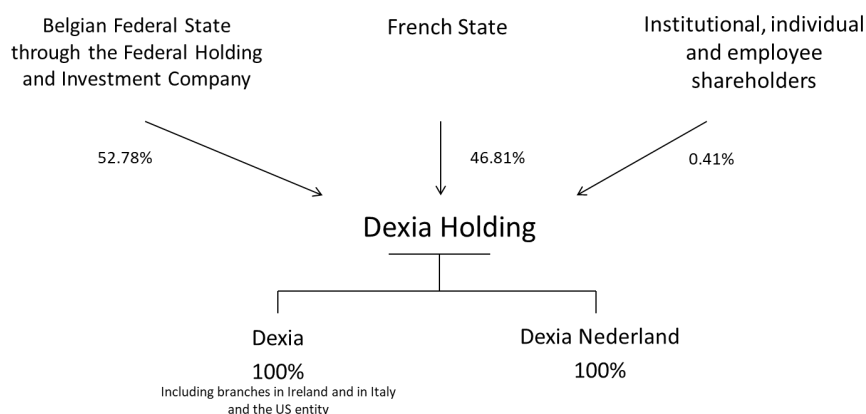 Belgian Federal State
through the Federal Holding
and Investment Company
French State
Institutional, individual
and employee
shareholders
52.78%
46.81%
0.41%
Dexia Holding
Dexia
100%
Including branches in Ireland and in Italy
and the US entity
Dexia Nederland
100%